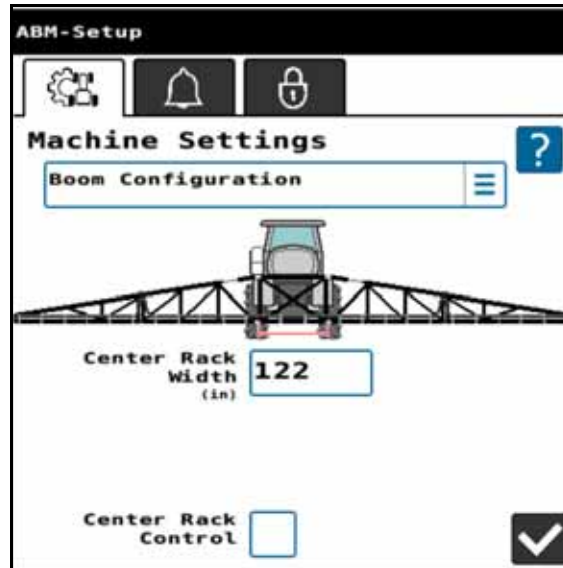 ABM-Setup
Machine Settings
?
Boom Configuration
Center Rack
Width
(in)
122
Center Rack
Control